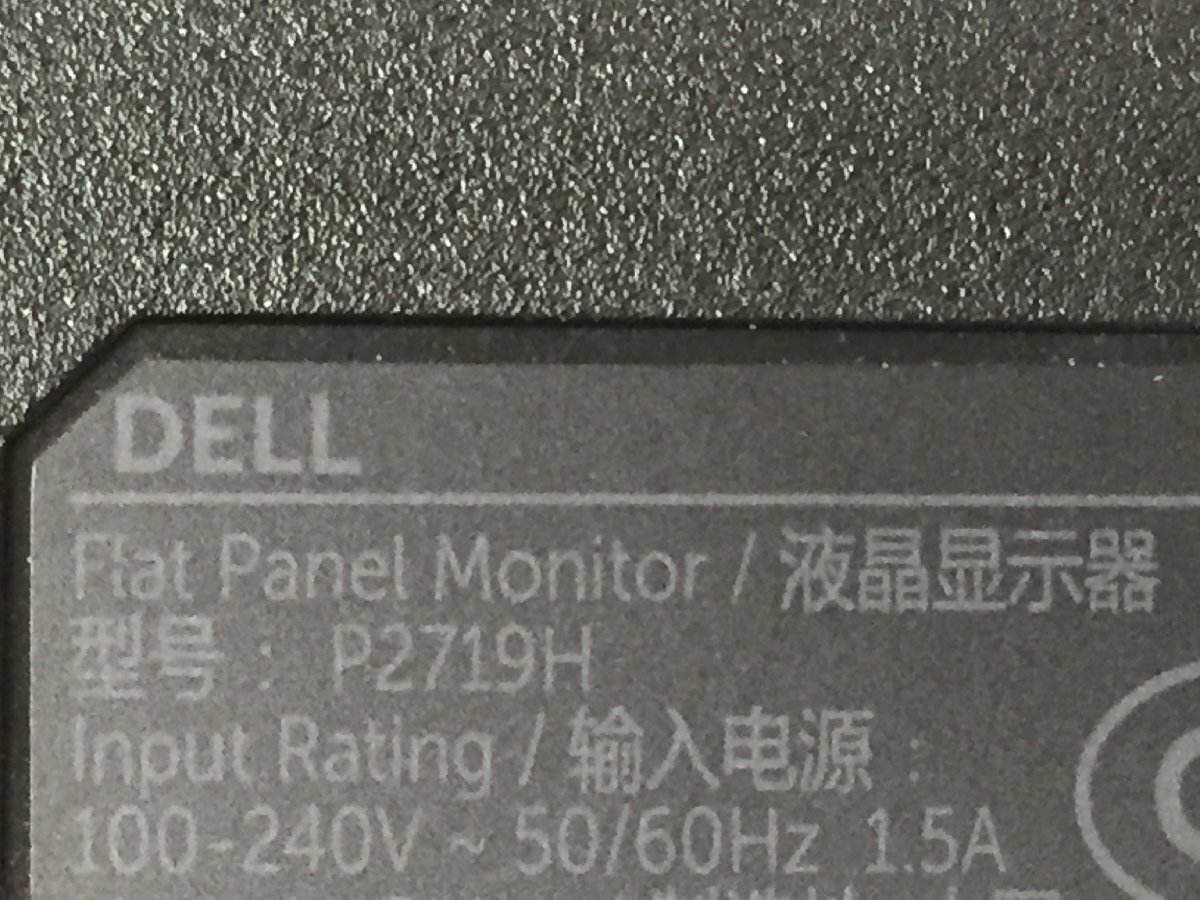 DELL
Flat Panel Monitor / 液晶显示器
型号： P2719H
Input Rating / 输入电源：
100-240V ~ 50/60Hz 1.5A